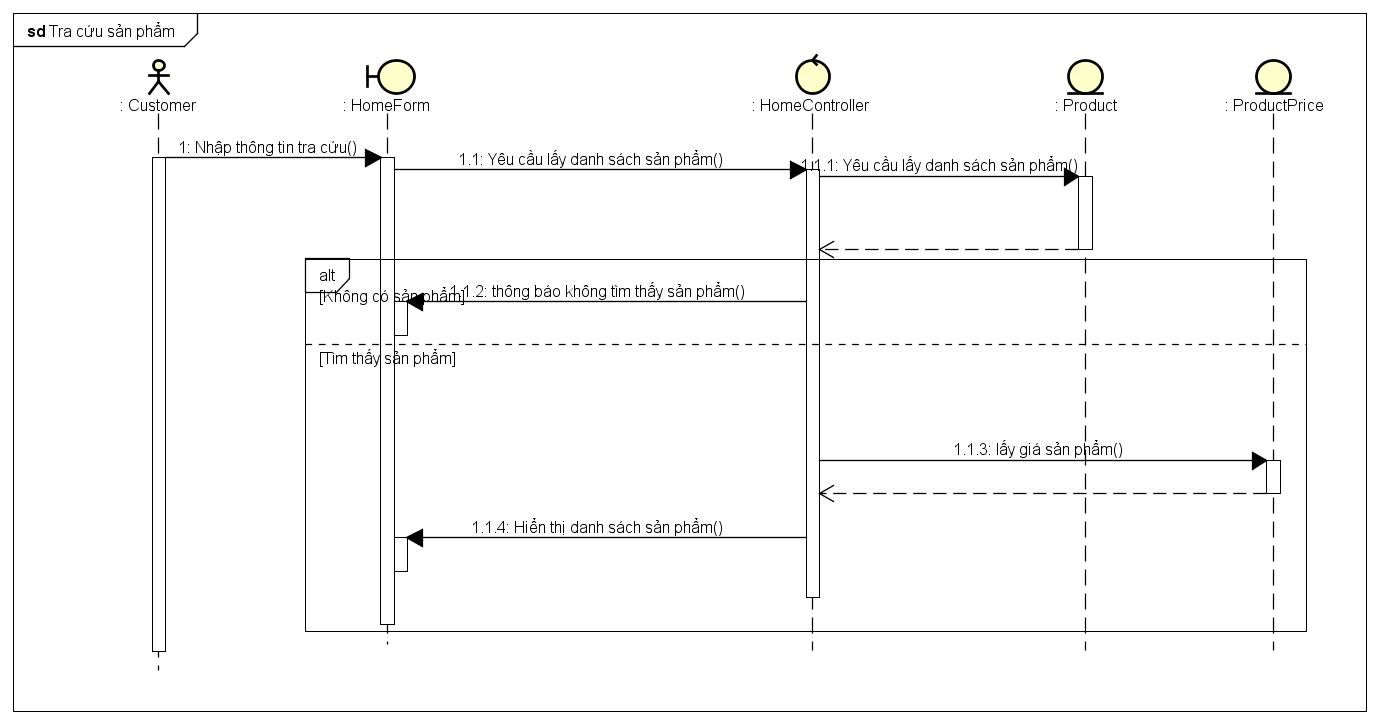 sd Tra cứu sản phẩm
: Customer
: HomeForm
: HomeController
: Product
: ProductPrice
1: Nhập thông tin tra cứu()
1.1: Yêu cầu lấy danh sách sản phẩm()
1.1.1: Yêu cầu lấy danh sách sản phẩm()
alt
[Không có sản phẩm]
1.1.2: thông báo không tìm thấy sản phẩm()
[Tìm thấy sản phẩm]
1.1.3: lấy giá sản phẩm()
1.1.4: Hiển thị danh sách sản phẩm()